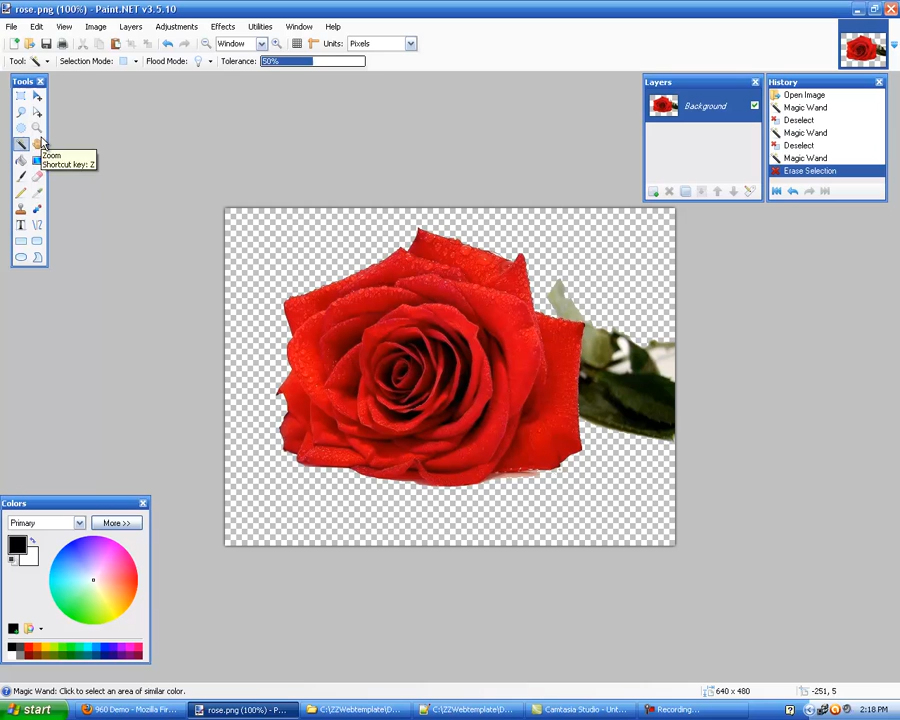 rose.png (100%) - Paint.NET v3.5.10
File Edit View Image Layers Adjustments Effects Utilities Window Help
Window Units: Pixels
Tool: Selection Mode: Flood Mode: Tolerance: 50%
Tools
Zoom
Shortcut key: Z
Layers
Background
History
Open Image
Magic Wand
Deselect
Magic Wand
Deselect
Magic Wand
Erase Selection
Colors
Primary More >>
Magic Wand: Click to select an area of similar color. 640 x 480 -251, 5
start 960 Demo - Mozilla Fir... rose.png (100%) - P... C:\ZZWebtemplate\D... C:\ZZWebtemplate\D... Camtasia Studio - Unt... Recording... 2:18 PM